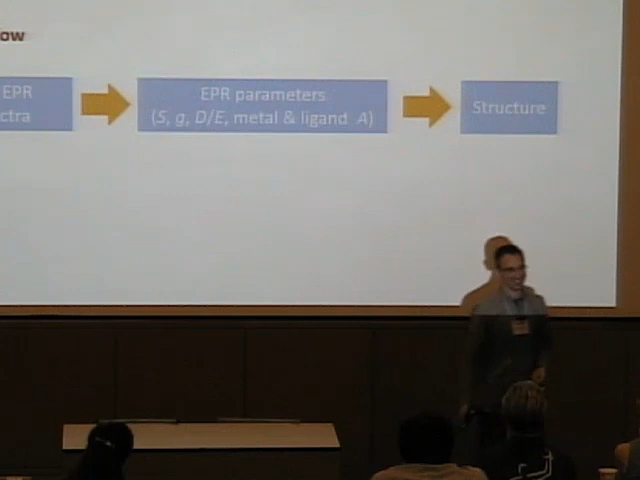 ow
EPR
ctra
EPR parameters
(S, g, D/E, metal & ligand A)
Structure